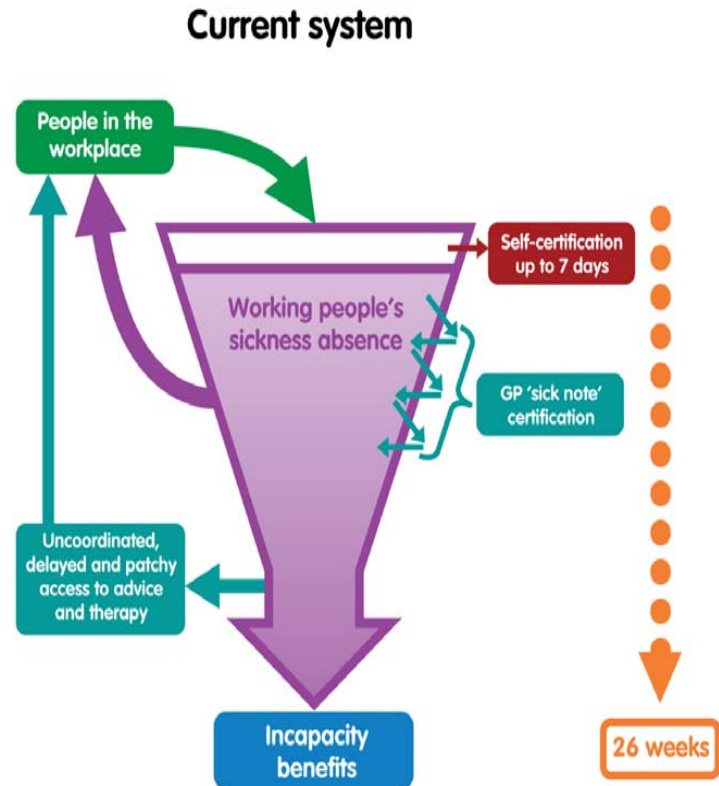 Current system
People in the
workplace
Self-certification
up to 7 days
Working people's
sickness absence
GP 'sick note'
certification
Uncoordinated,
delayed and patchy
access to advice
and therapy
Incapacity
benefits
26 weeks